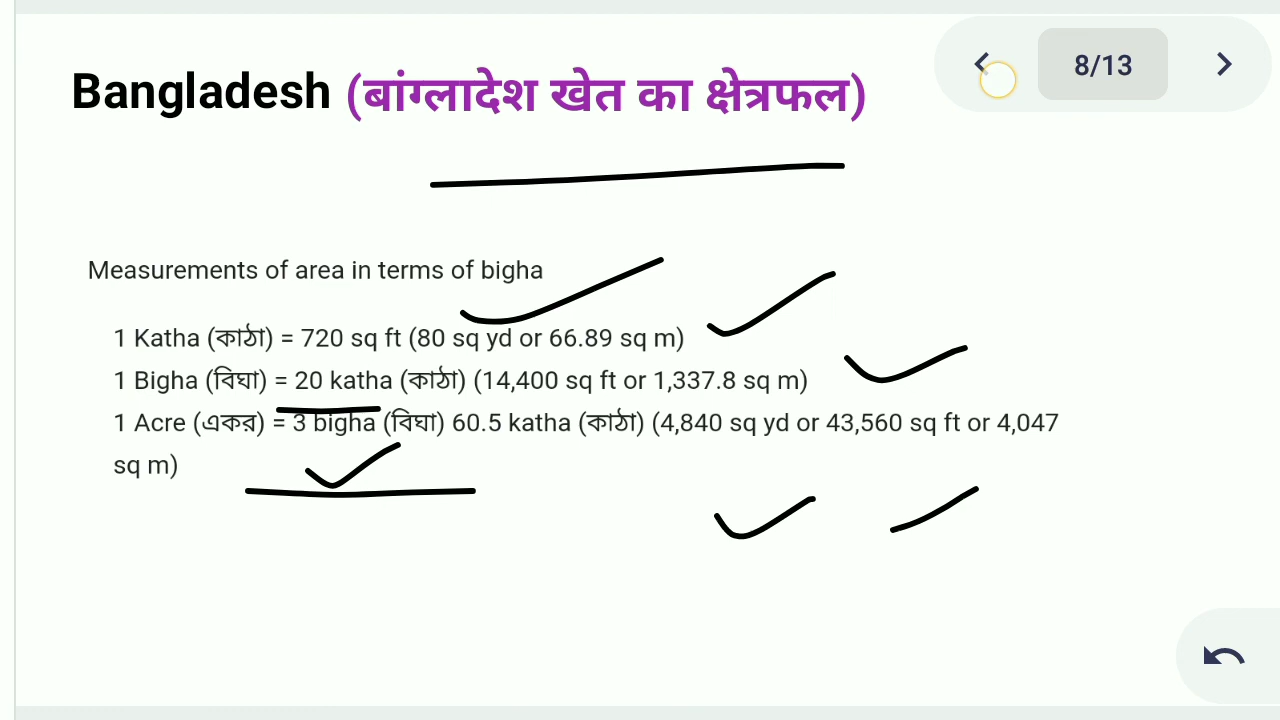 8/13
Bangladesh (बांग्लादेश खेत का क्षेत्रफल)
Measurements of area in terms of bigha
1 Katha (কাঠা) = 720 sq ft (80 sq yd or 66.89 sq m)
1 Bigha (বিঘা) = 20 katha (কাঠা) (14,400 sq ft or 1,337.8 sq m)
1 Acre (একর) = 3 bigha (বিঘা) 60.5 katha (কাঠা) (4,840 sq yd or 43,560 sq ft or 4,047
sq m)